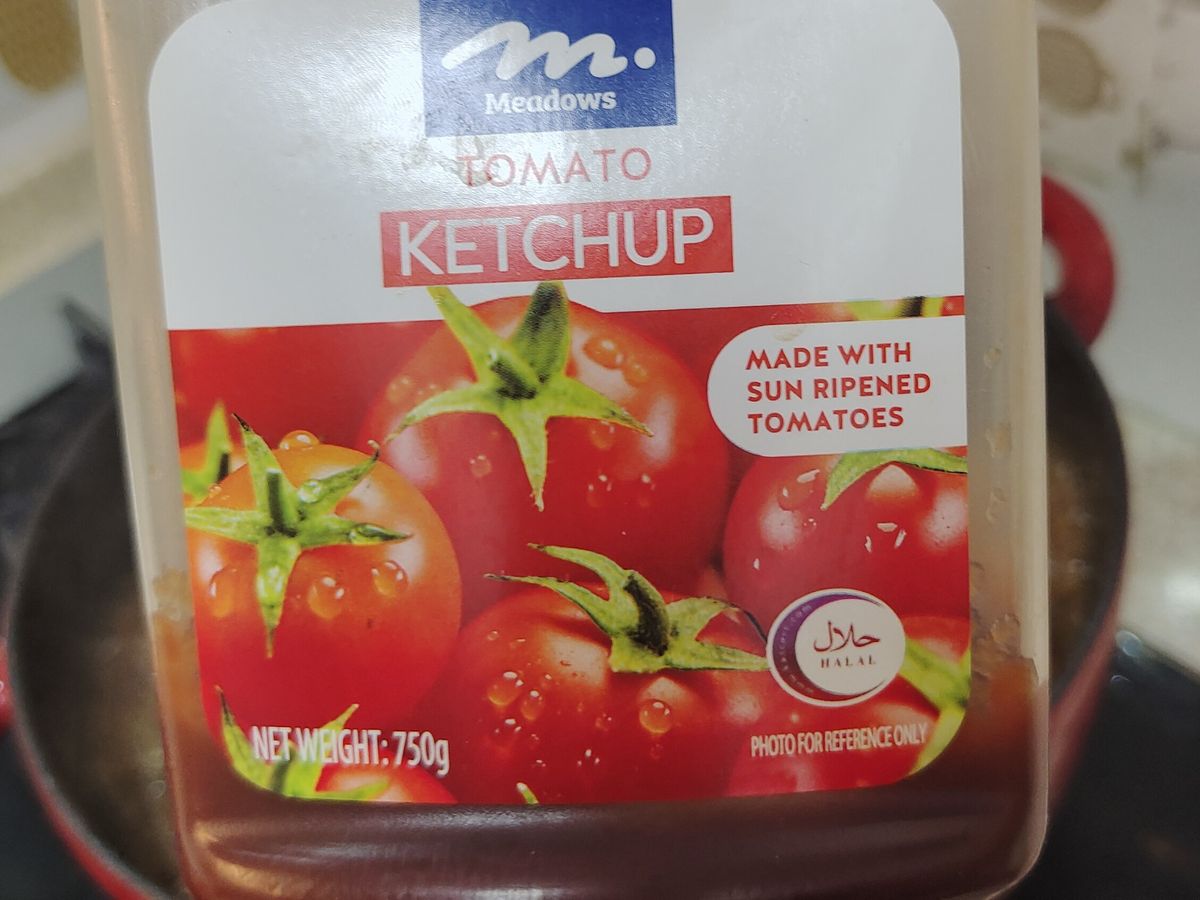 m.
Meadows
TOMATO
KETCHUP
MADE WITH
SUN RIPENED
TOMATOES
حلال
HALAL
NET WEIGHT: 750g
PHOTO FOR REFERENCE ONLY